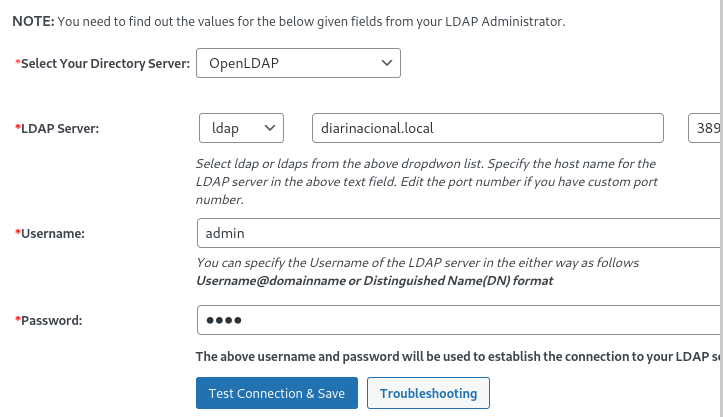 NOTE: You need to find out the values for the below given fields from your LDAP Administrator.
*Select Your Directory Server: OpenLDAP
*LDAP Server: ldap diarinacional.local 389
Select ldap or ldaps from the above dropdwon list. Specify the host name for the
LDAP server in the above text field. Edit the port number if you have custom port
number.
*Username: admin
You can specify the Username of the LDAP server in the either way as follows
Username@domainname or Distinguished Name(DN) format
*Password: ●●●●
The above username and password will be used to establish the connection to your LDAP
Test Connection & Save Troubleshooting